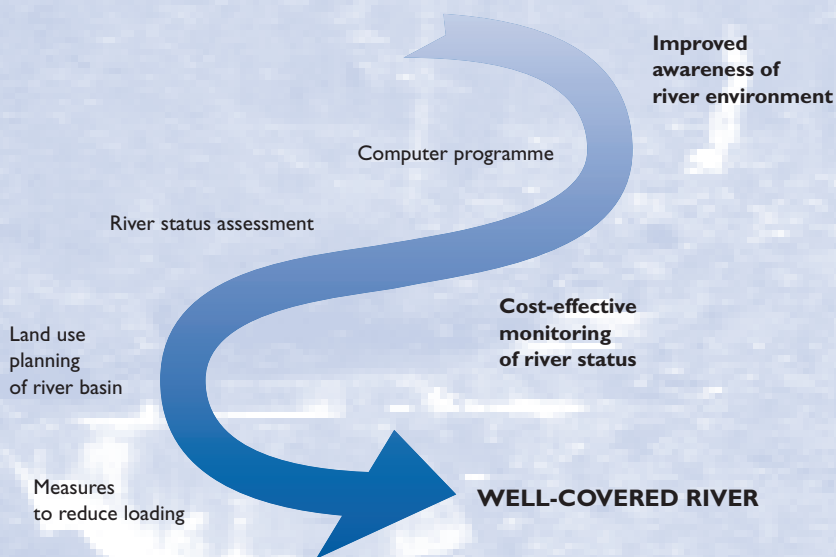 Improved
awareness of
river environment
Computer programme
River status assessment
Cost-effective
monitoring
of river status
Land use
planning
of river basin
Measures
to reduce loading
WELL-COVERED RIVER